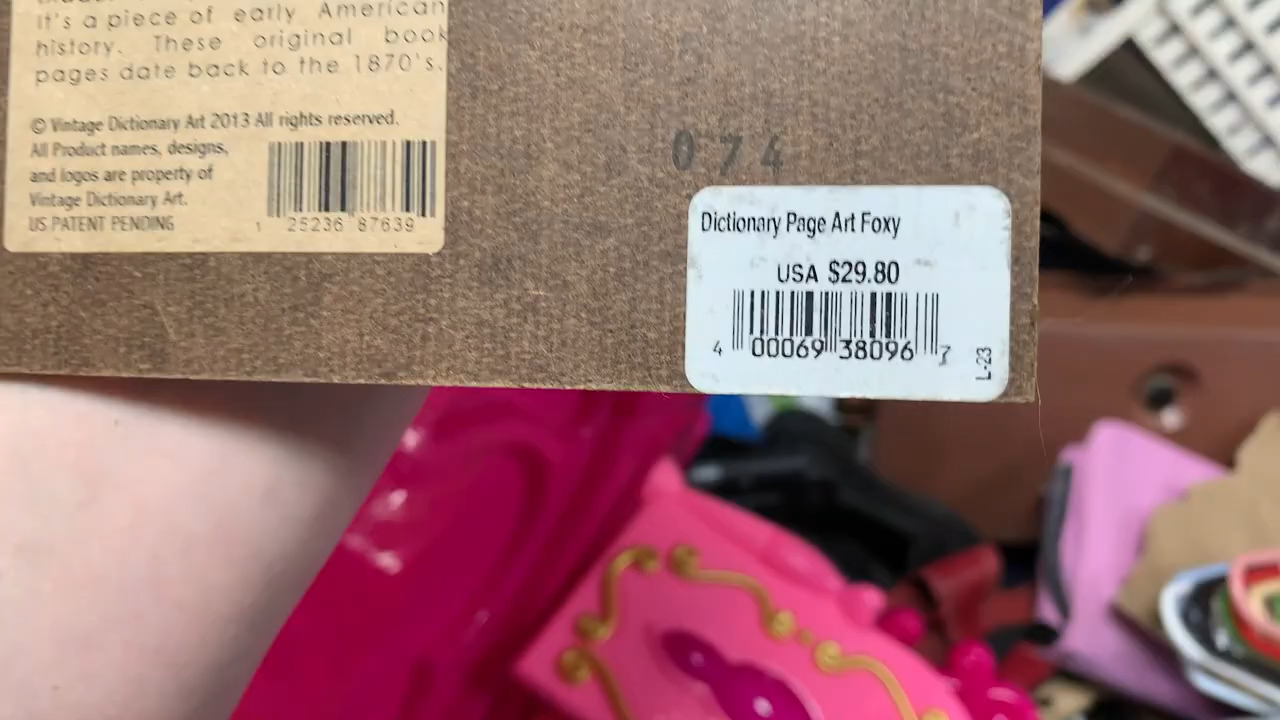 it's a piece of early American
history. These original book
pages date back to the 1870's.
© Vintage Dictionary Art 2013 All rights reserved.
All Product names, designs,
and logos are property of
Vintage Dictionary Art.
US PATENT PENDING
1 25236 87639
074
Dictionary Page Art Foxy
USA $29.80
4 00069 38096 7
L-23